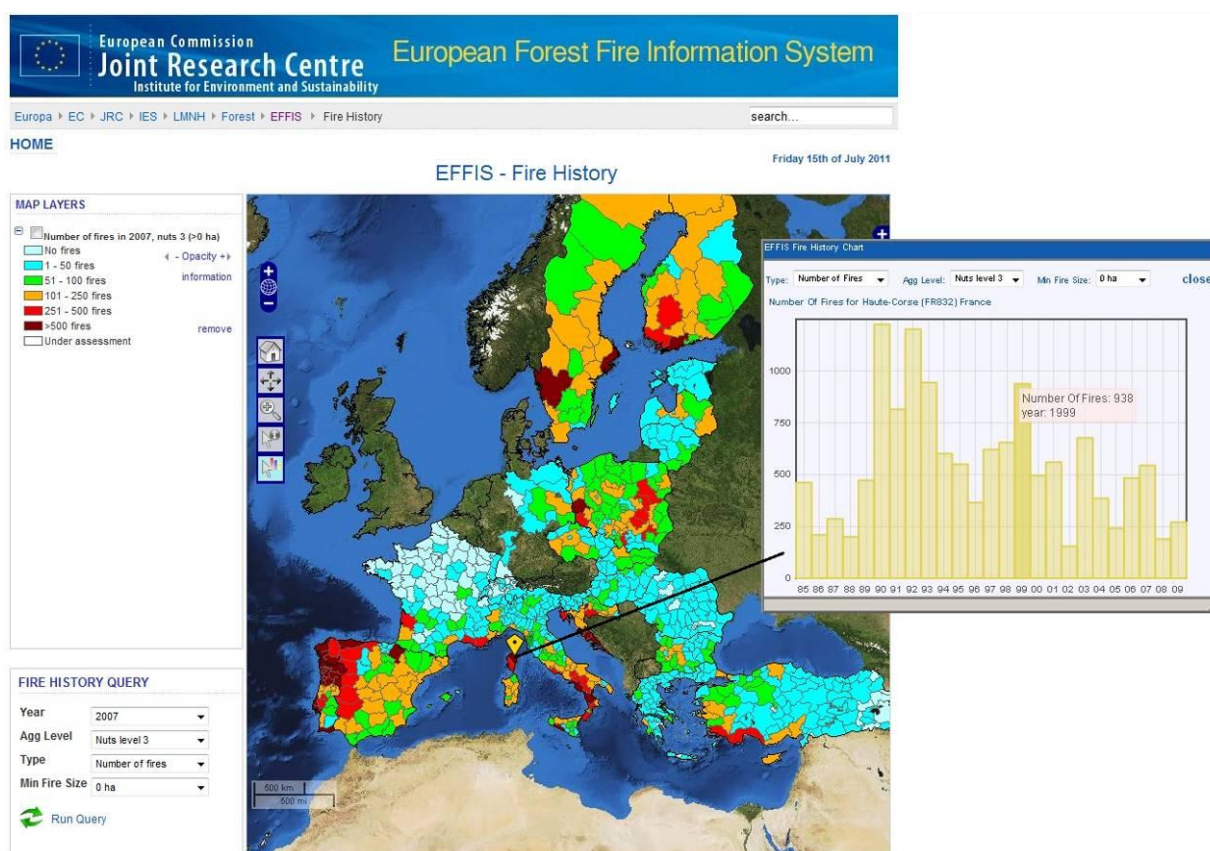 European Commission
Joint Research Centre
Institute for Environment and Sustainability
European Forest Fire Information System
Europa EC JRC IES LMNH Forest EFFIS Fire History
search...
HOME
Friday 15th of July 2011
EFFIS - Fire History
MAP LAYERS
Number of fires in 2007, nuts 3 (>0 ha)
No fires
- Opacity +
1 - 50 fires
51 - 100 fires
information
101 - 250 fires
251 - 500 fires
>500 fires
remove
Under assessment
FIRE HISTORY QUERY
Year 2007
Agg Level Nuts level 3
Type Number of fires
Min Fire Size 0 ha
Run Query
500 km
500 mi
EFFIS Fire History Chart
Type: Number of Fires Agg Level: Nuts level 3 Min Fire Size: 0 ha close
Number Of Fires for Haute-Corse (FR832) France
1000
750
500
250
0
Number Of Fires: 938
year: 1999
85 86 87 88 89 90 91 92 93 94 95 96 97 98 99 00 01 02 03 04 05 06 07 08 09